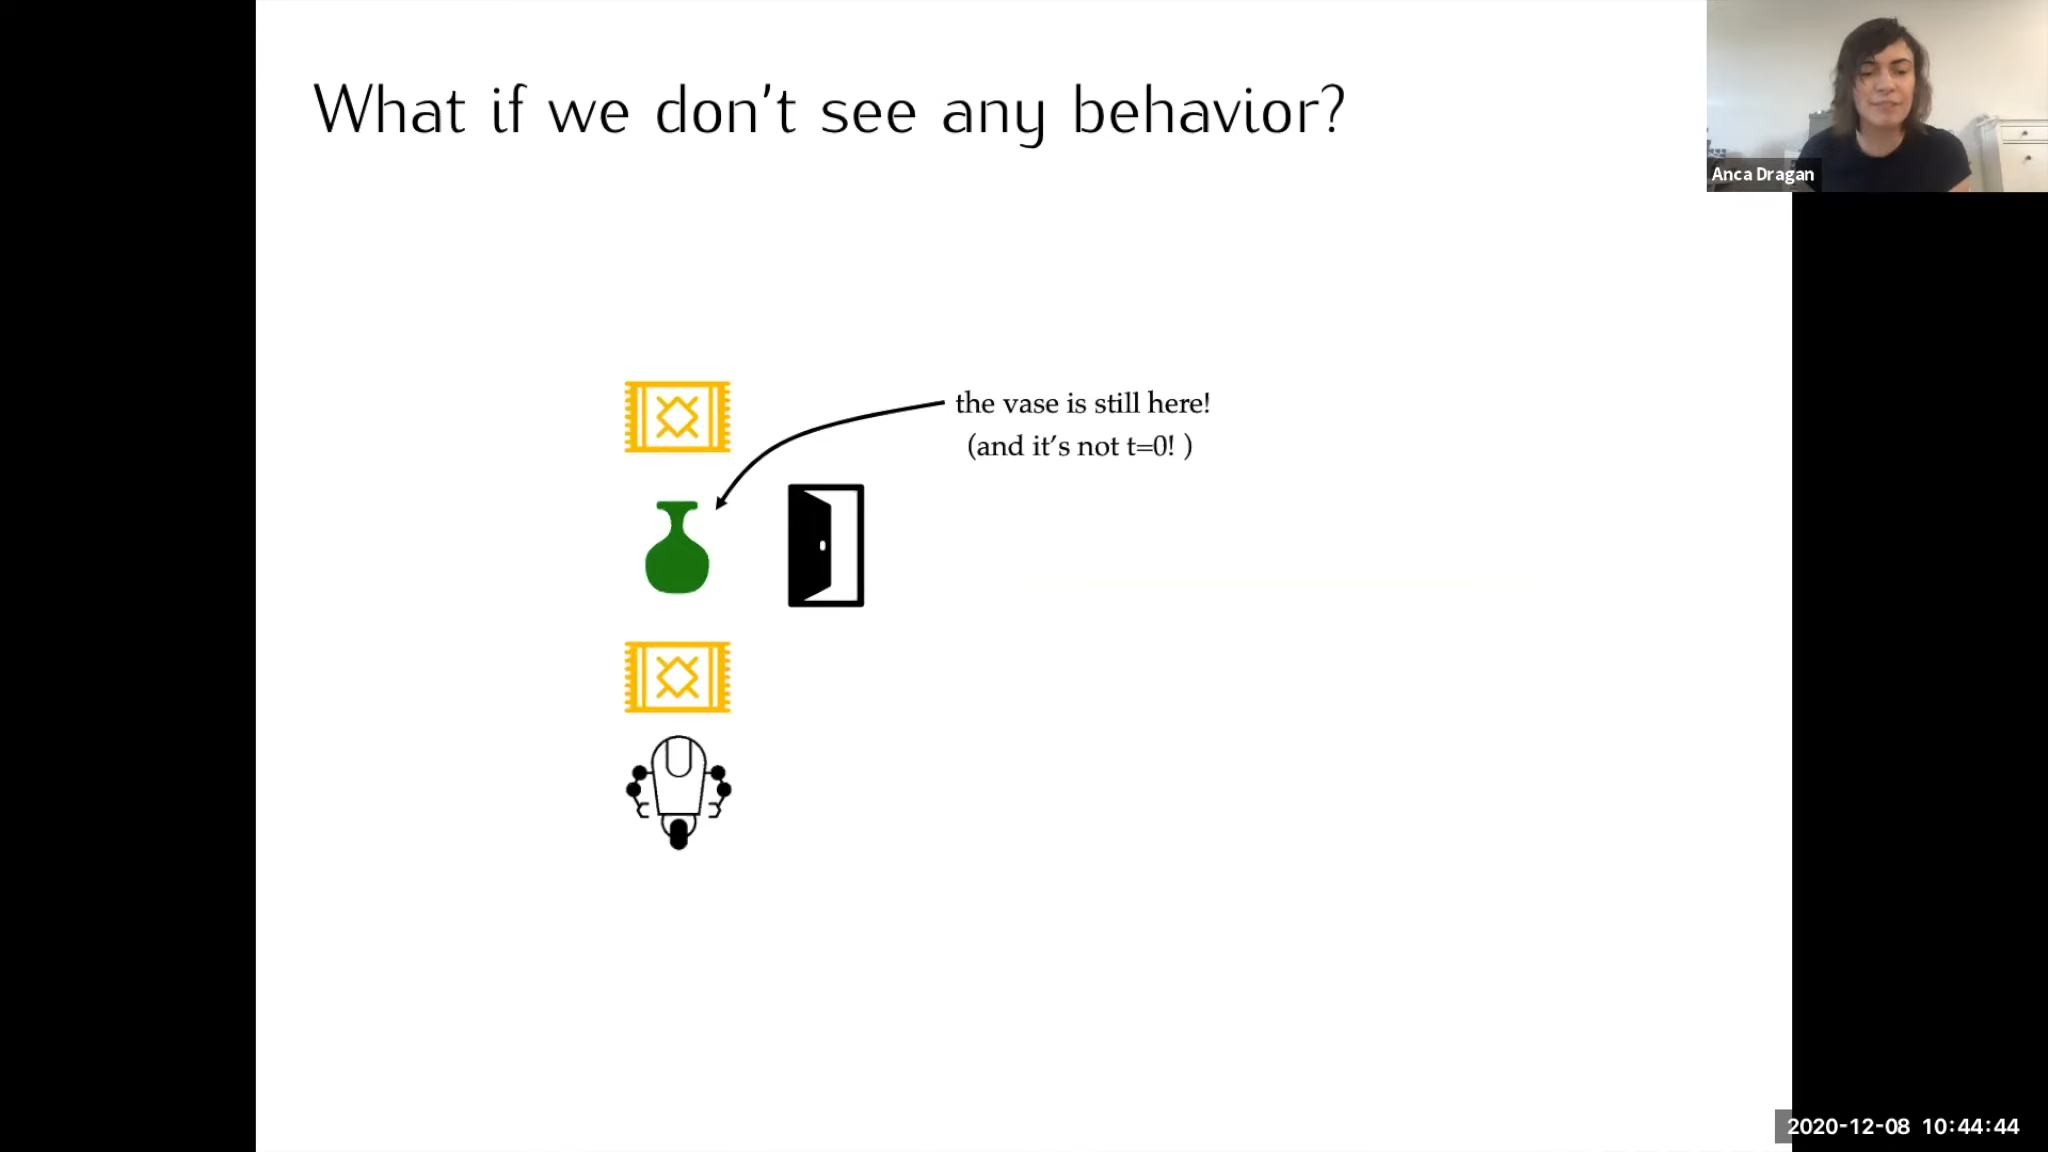 What if we don't see any behavior?
Anca Dragan
the vase is still here!
(and it's not t=0! )
2020-12-08 10:44:44